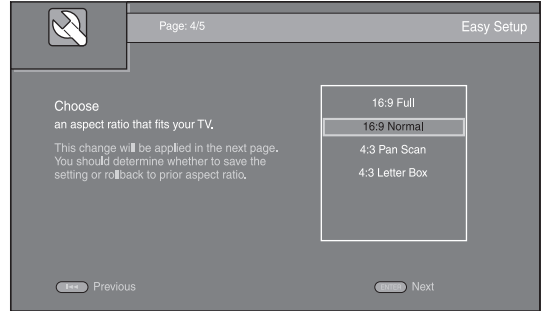 Page: 4/5
Easy Setup
Choose
an aspect ratio that fits your TV.
This change will be applied in the next page.
You should determine whether to save the
setting or rollback to prior aspect ratio.
16:9 Full
16:9 Normal
4:3 Pan Scan
4:3 Letter Box
Previous
ENTER Next